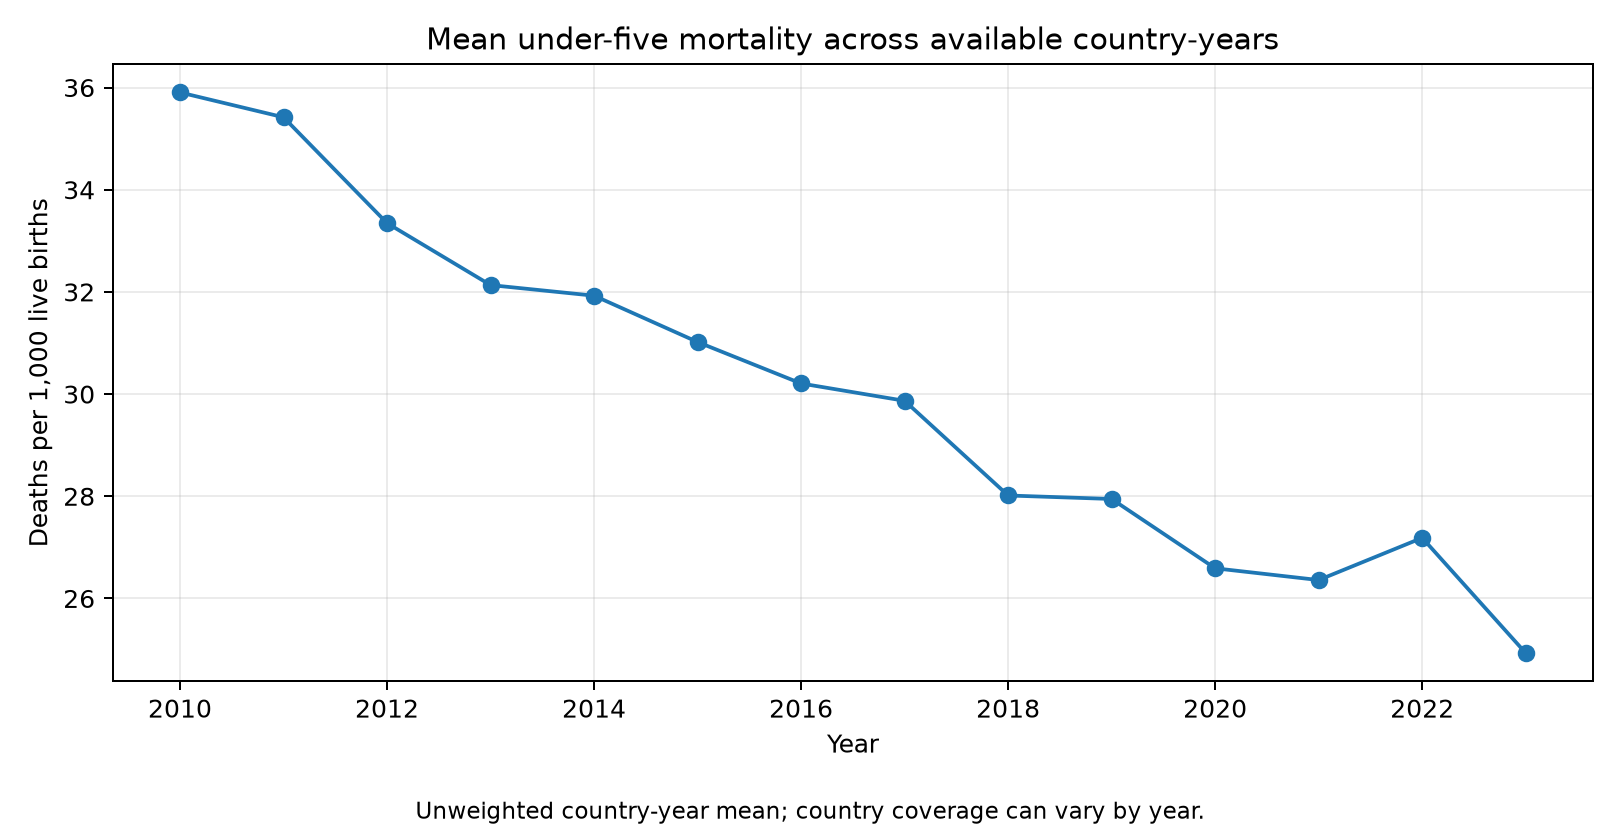 Mean under-five mortality across available country-years
36
34
32
30
28
26
Deaths per 1,000 live births
2010 2012 2014 2016 2018 2020 2022
Year
Unweighted country-year mean; country coverage can vary by year.